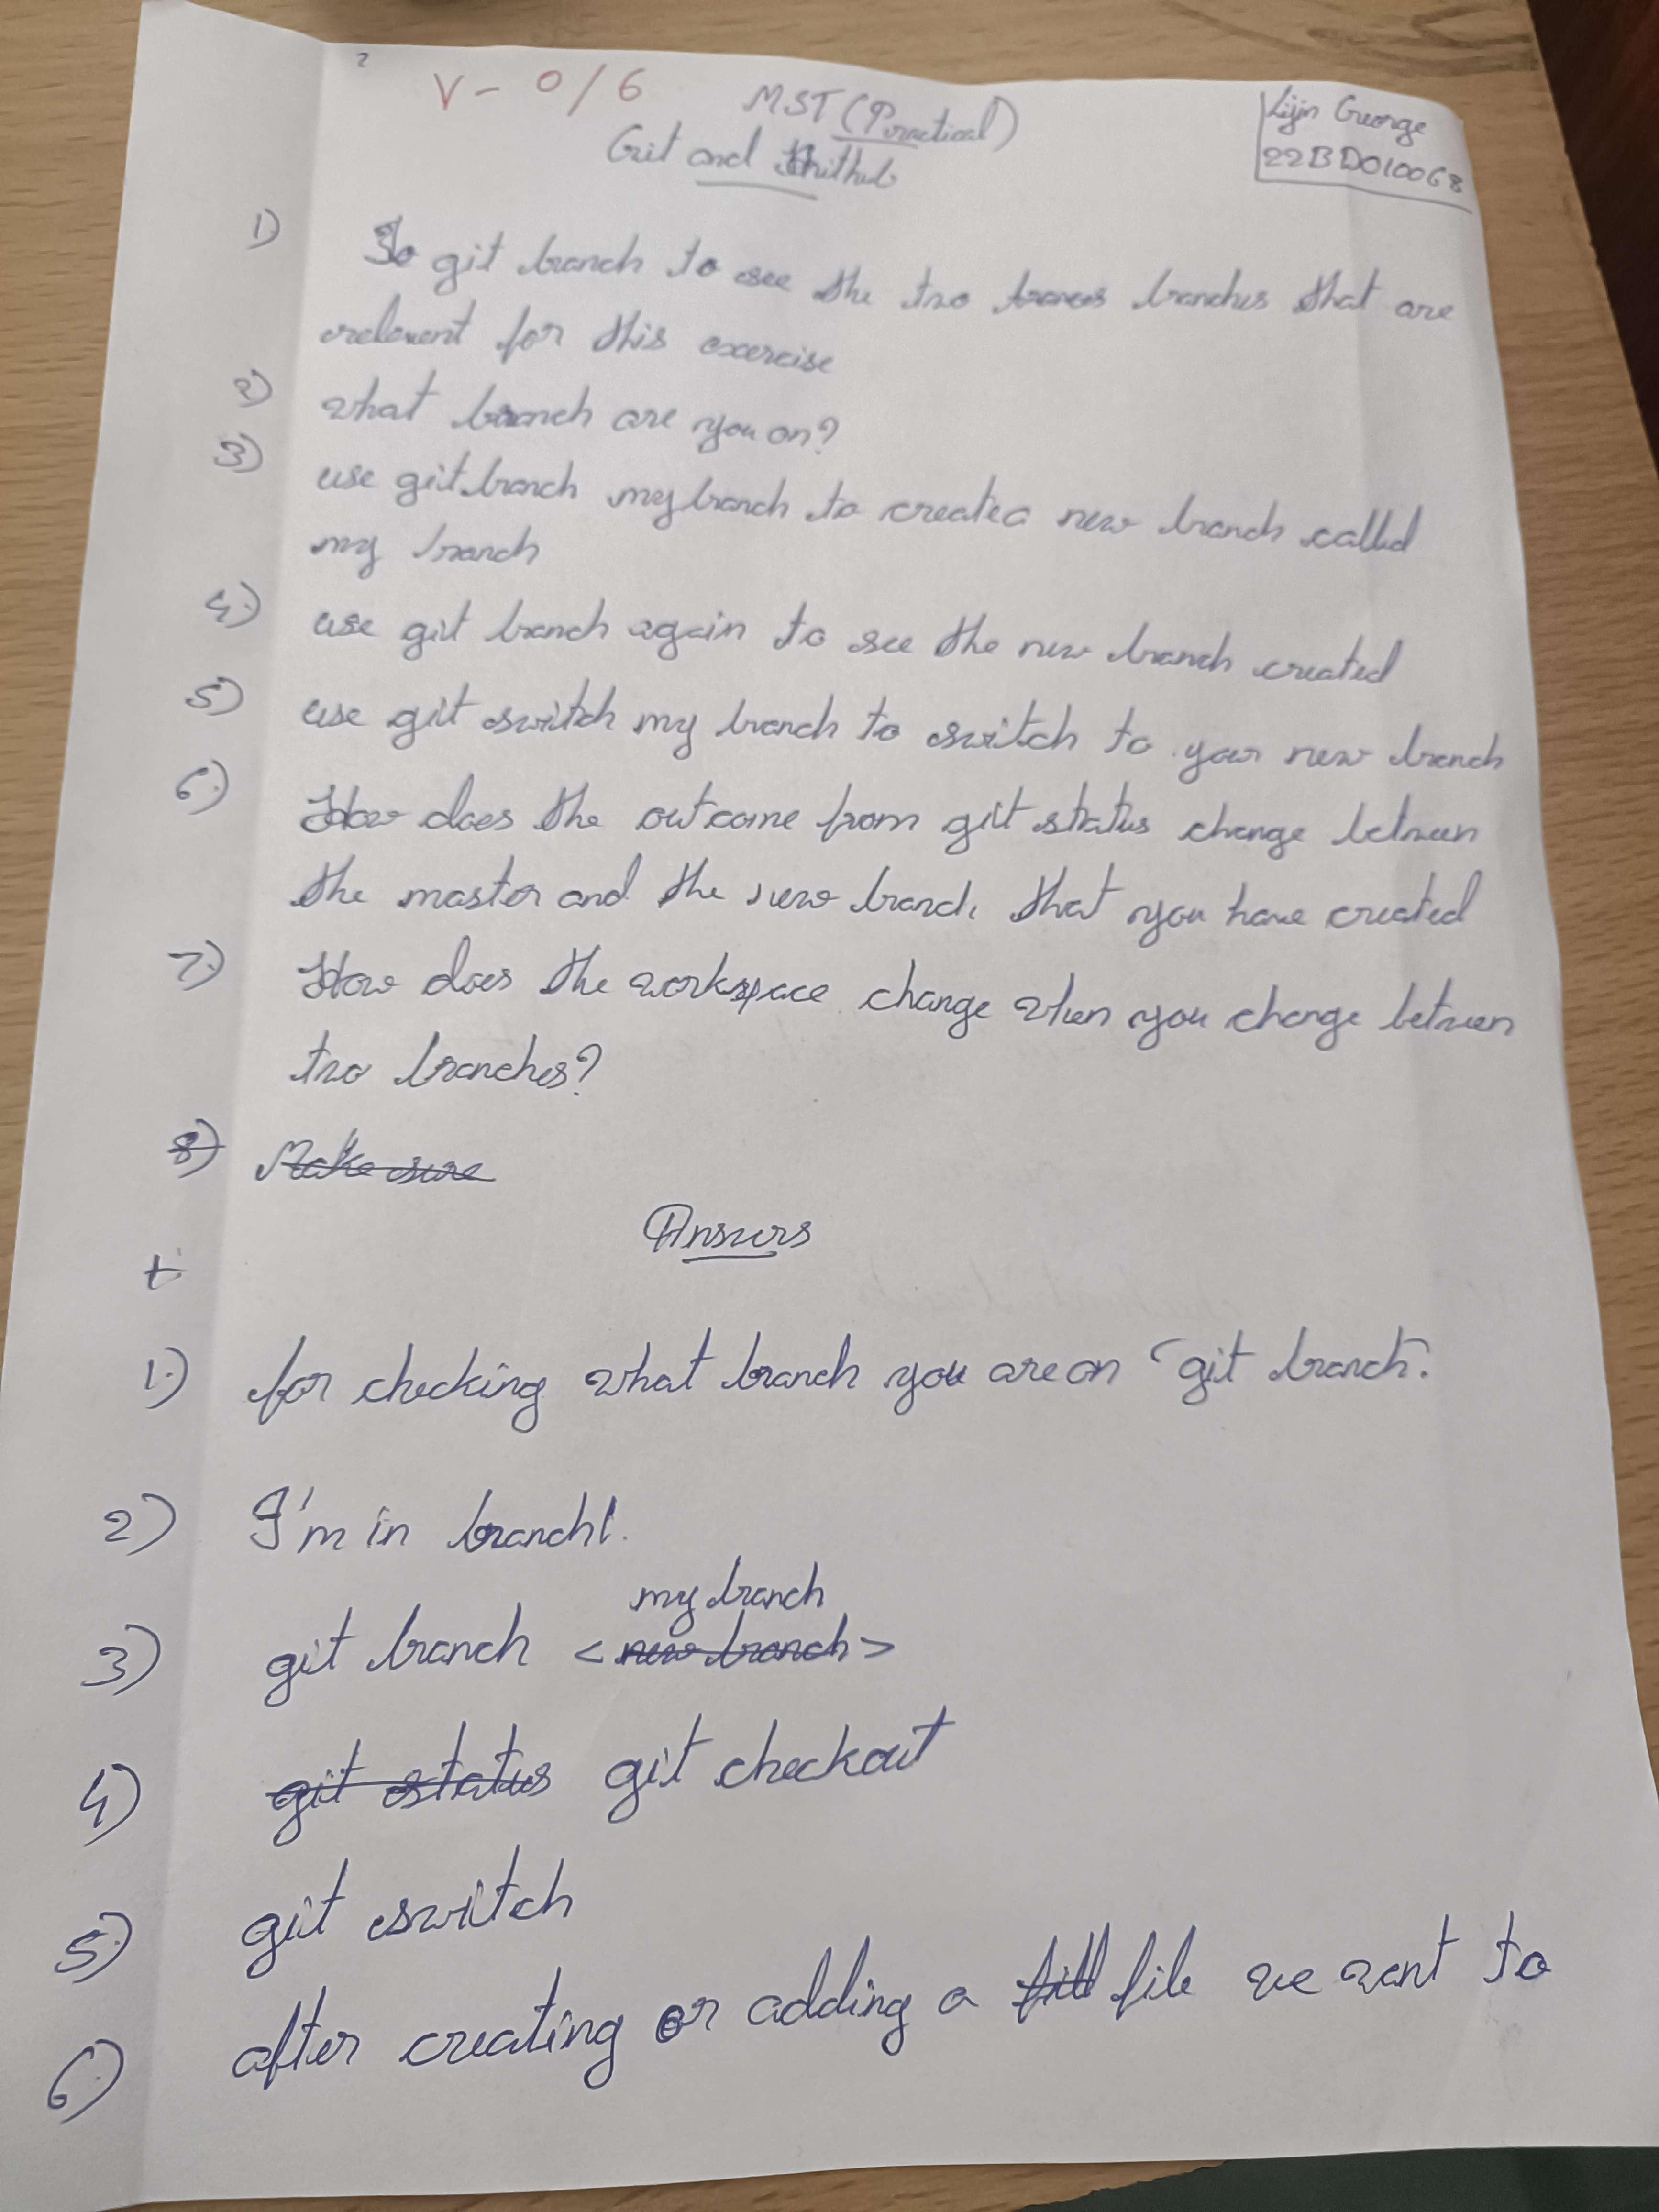 V - 0/6
MST (Practical)
Git and Github
Lijin George
22BDO10068
1) To git branch to see the two branches that are
relevent for this exercise
2) what branch are you on?
3) use git branch mybranch to create a new branch called
my branch
4.) use git branch again to see the new branch created
5) use git switch my branch to switch to your new branch
6.) How does the outcome from git status change between
the master and the new branch that you have created
7.) How does the workspace change when you change between
two branches?
8) Make sure
Answers
1.) for checking what branch you are on "git branch".
2) I'm in branch1.
my branch
3) git branch <new branch>
4) git status git checkout
5.) git switch
6.) after creating or adding a file we want to